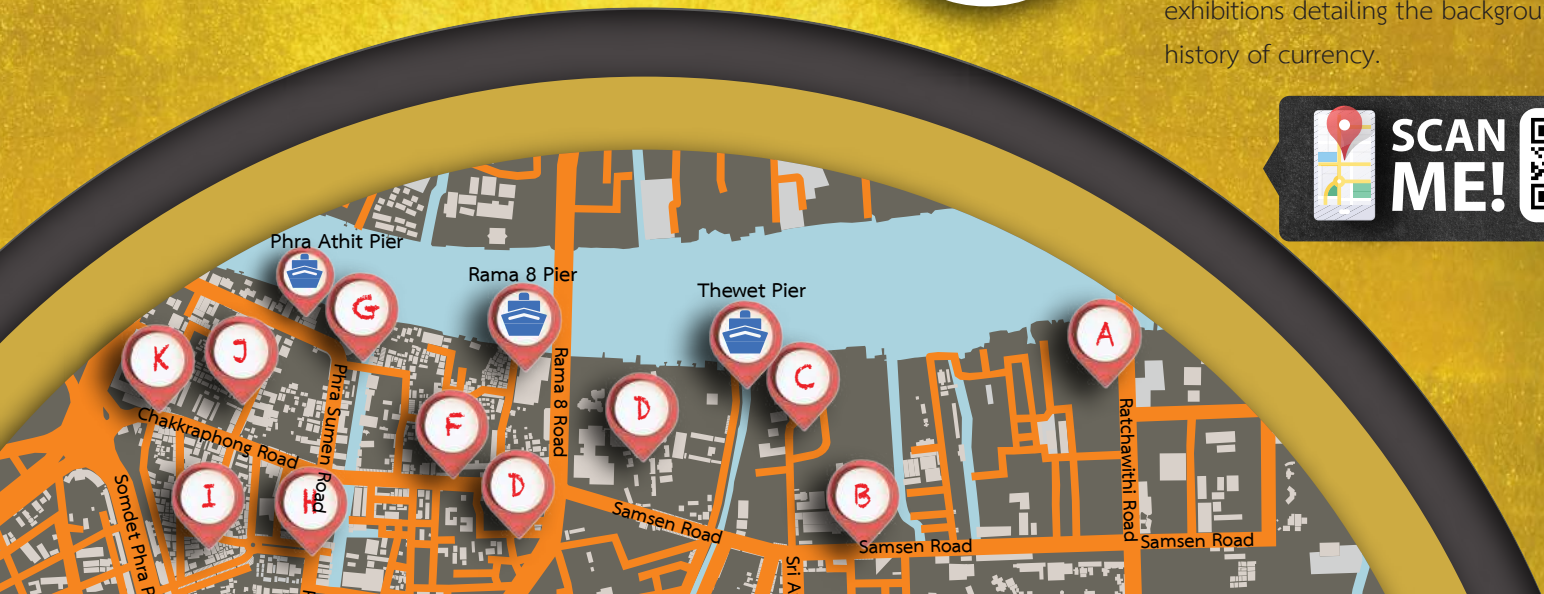 exhibitions detailing the backgrou
history of currency.
SCAN
ME!
Phra Athit Pier
Rama 8 Pier
Thewet Pier
G
A
K
J
C
D
F
Phra Sumen Road
Rama 8 Road
Ratchawithi Road
Chakkraphong Road
I
H
D
B
Somdet Phra P
Samsen Road
Samsen Road
Samsen Road
Sri A